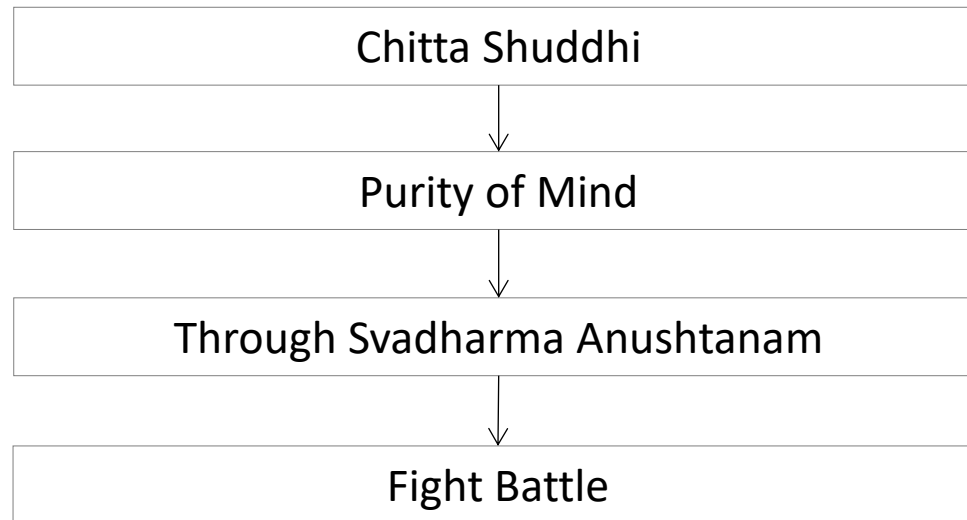 Chitta Shuddhi
Purity of Mind
Through Svadharma Anushtanam
Fight Battle